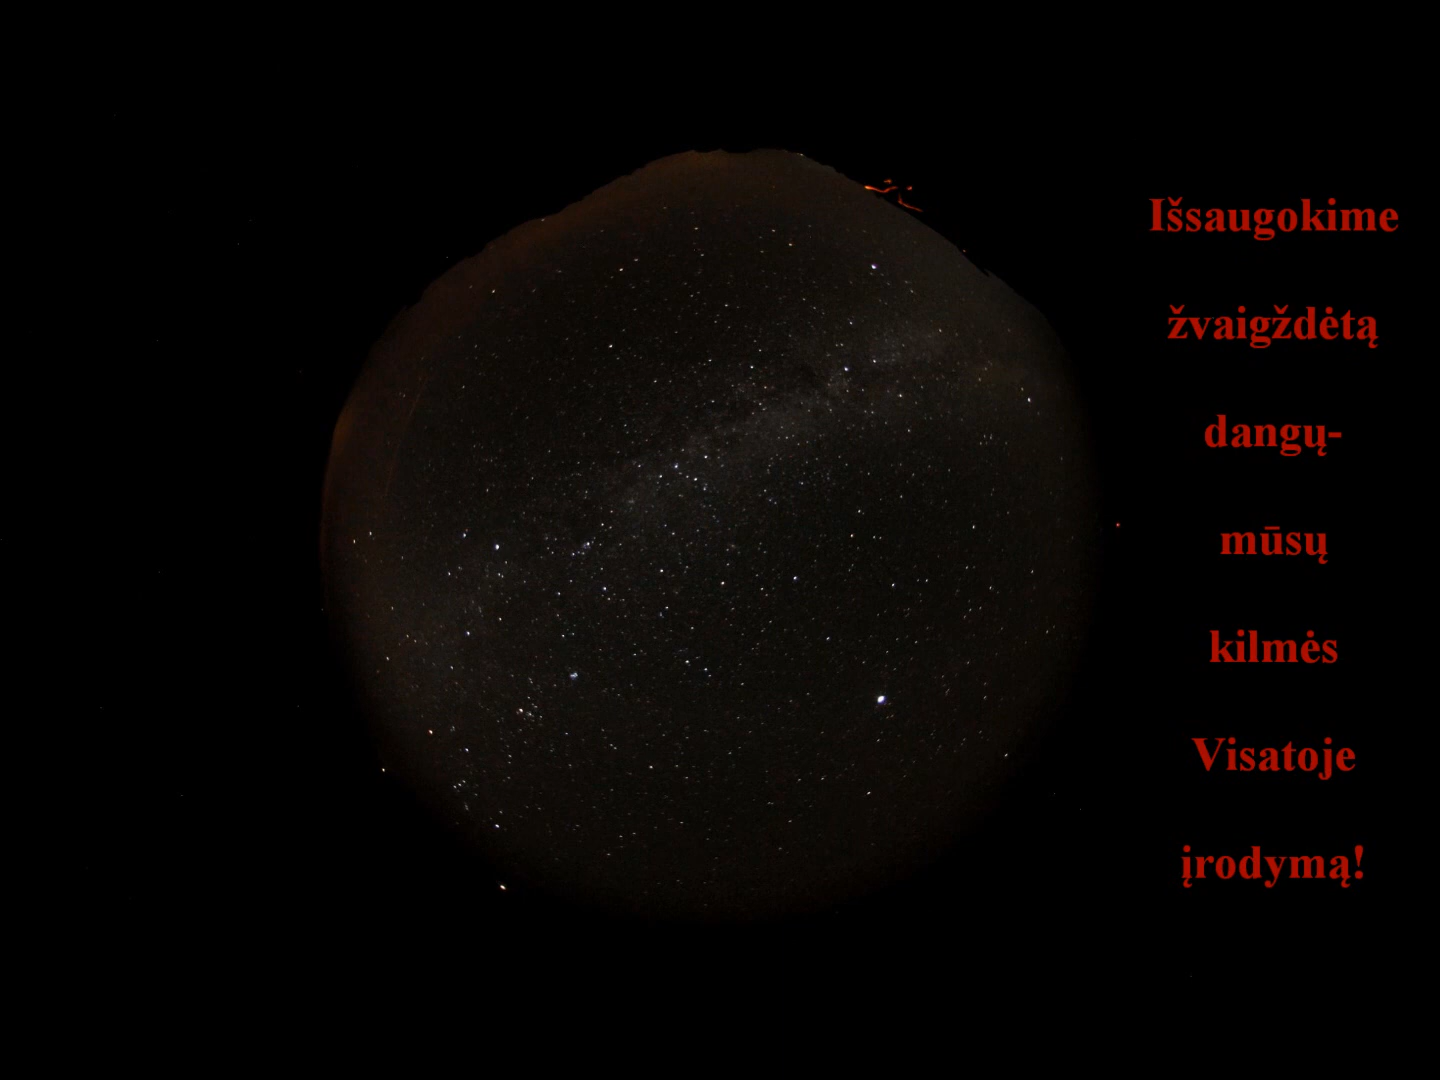 Išsaugokime
žvaigždėtą
dangų-
mūsų
kilmės
Visatoje
įrodymą!